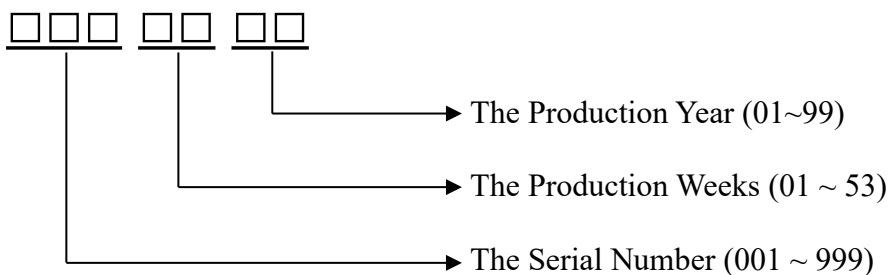 □□□ □□ □□
The Production Year (01~99)
The Production Weeks (01 ~ 53)
The Serial Number (001 ~ 999)